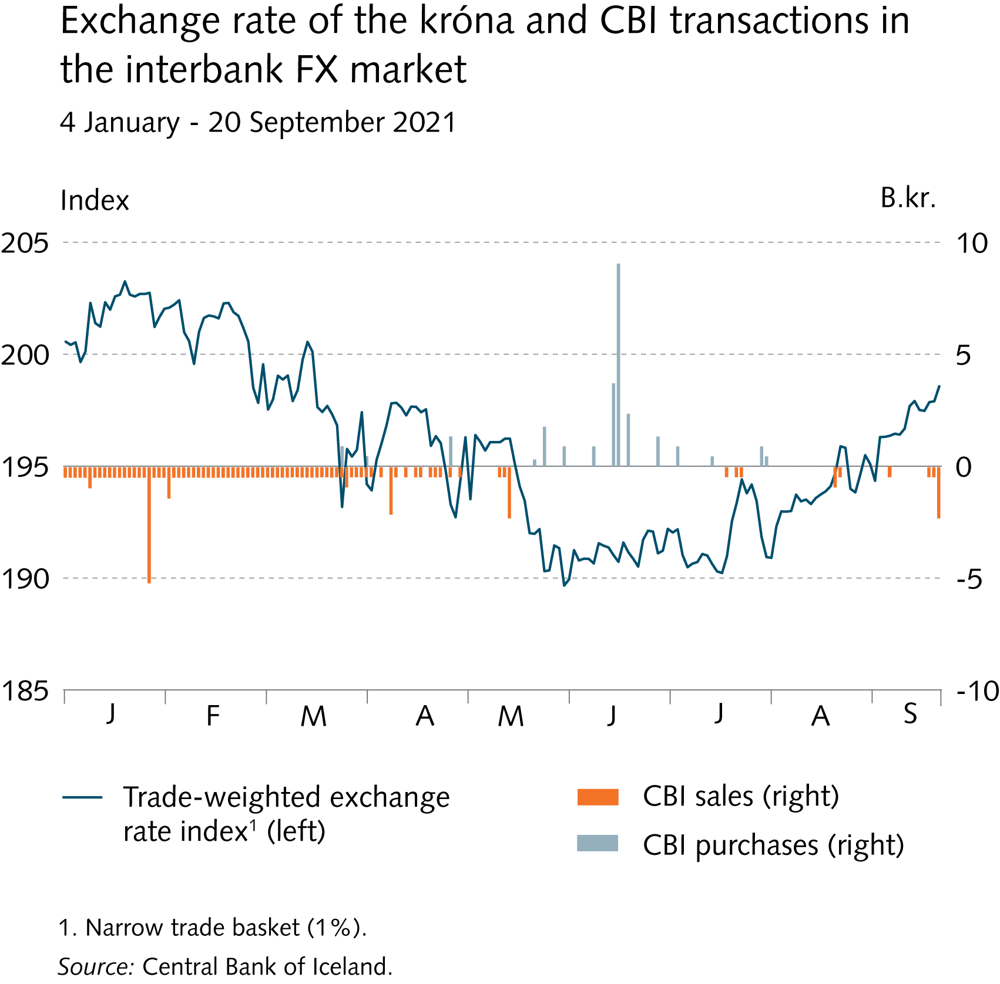 Exchange rate of the króna and CBI transactions in
the interbank FX market
4 January - 20 September 2021
Index
B.kr.
205
10
200
5
195
0
190
-5
185
-10
J F M A M J J A S
Trade-weighted exchange
rate index¹ (left)
CBI sales (right)
CBI purchases (right)
1. Narrow trade basket (1%).
Source: Central Bank of Iceland.